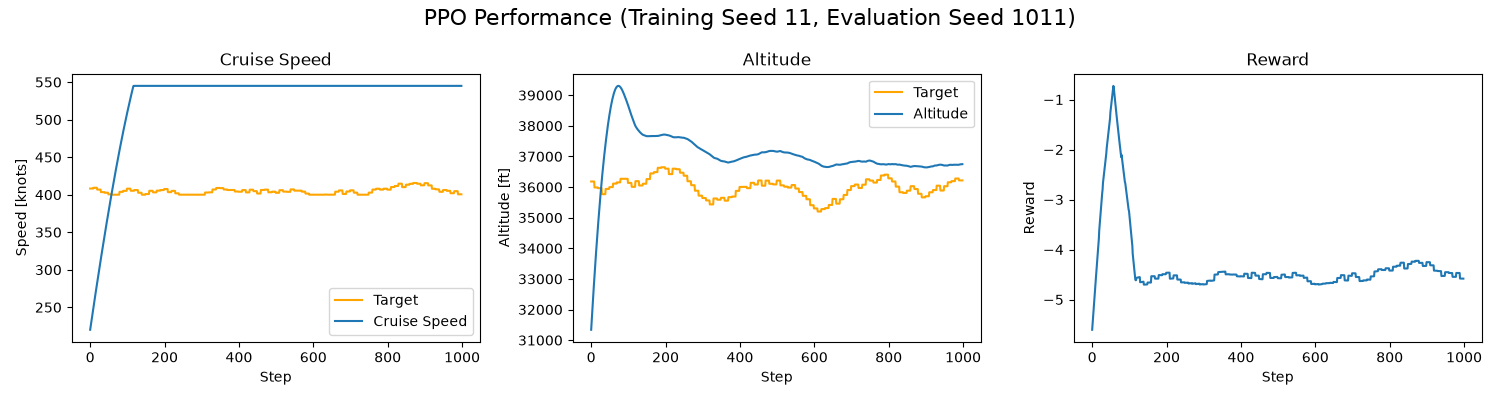 PPO Performance (Training Seed 11, Evaluation Seed 1011)
Cruise Speed
550
500
450
400
350
300
250
Speed [knots]
0 200 400 600 800 1000
Step
Target
Cruise Speed
Altitude
39000
38000
37000
36000
35000
34000
33000
32000
31000
Altitude [ft]
0 200 400 600 800 1000
Step
Target
Altitude
Reward
−1
−2
−3
−4
−5
Reward
0 200 400 600 800 1000
Step